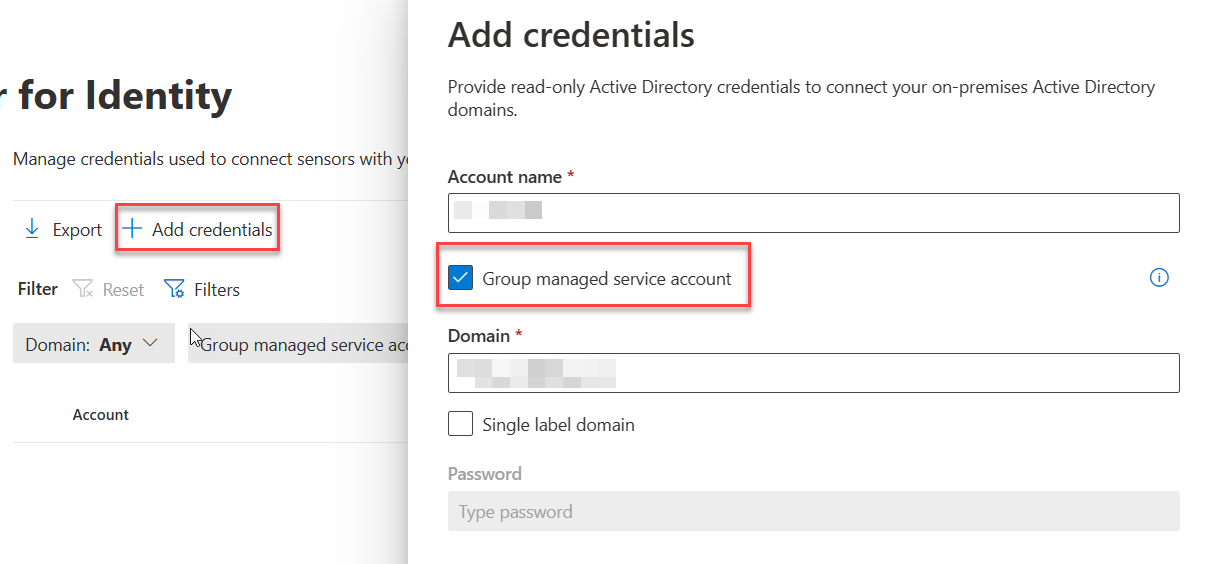 for Identity
Manage credentials used to connect sensors with
Export
Add credentials
Filter
Reset
Filters
Domain: Any
Group managed service
Account
Add credentials
Provide read-only Active Directory credentials to connect your on-premises Active Directory
domains.
Account name *
Group managed service account
Domain *
Single label domain
Password
Type password